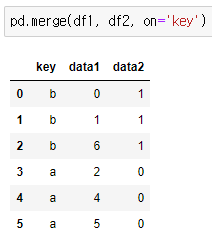 pd.merge(df1, df2, on='key')
key data1 data2
0 b 0 1
1 b 1 1
2 b 6 1
3 a 2 0
4 a 4 0
5 a 5 0